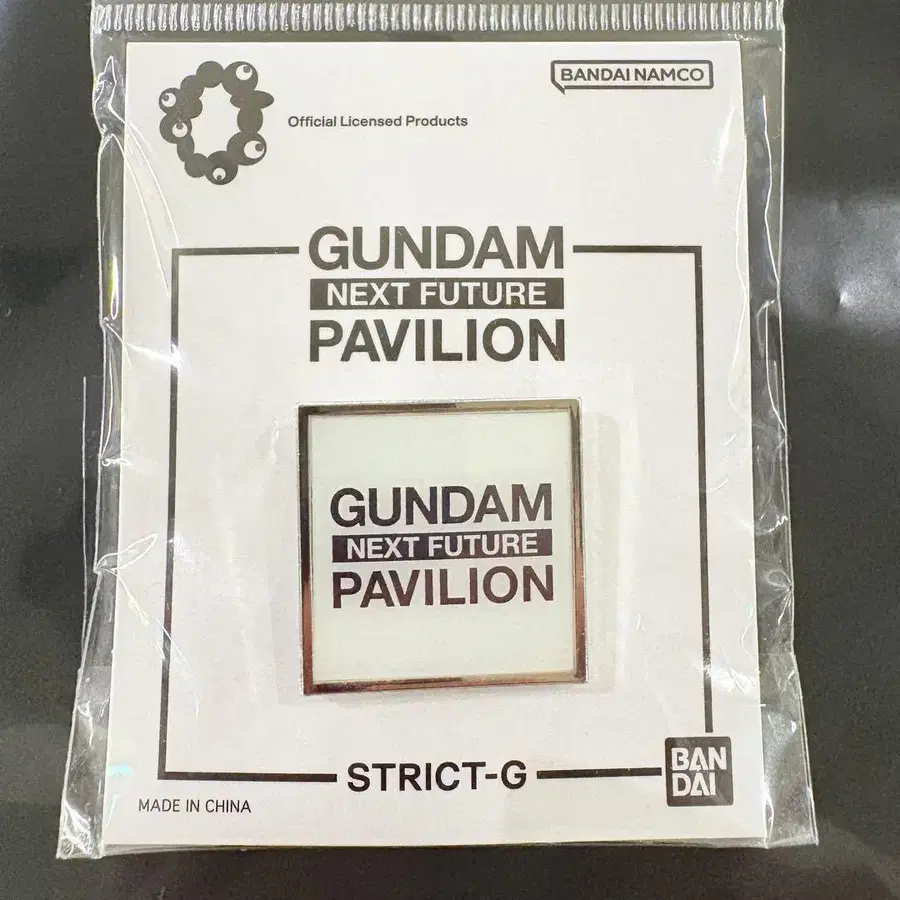 BANDAI NAMCO
Official Licensed Products
GUNDAM
NEXT FUTURE
PAVILION
GUNDAM
NEXT FUTURE
PAVILION
STRICT-G
BAN
DAI
MADE IN CHINA